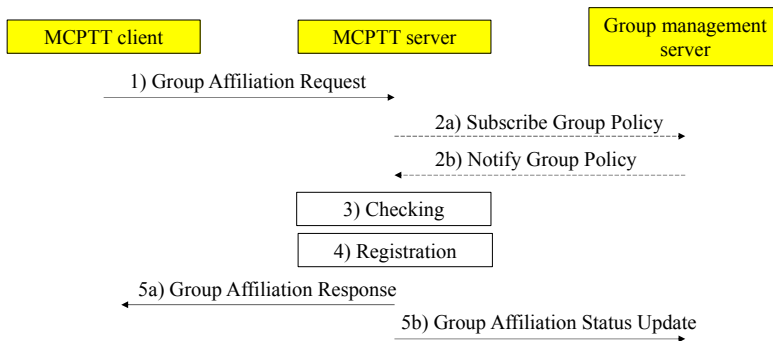 MCPTT client
MCPTT server
Group management
server
1) Group Affiliation Request
2a) Subscribe Group Policy
2b) Notify Group Policy
3) Checking
4) Registration
5a) Group Affiliation Response
5b) Group Affiliation Status Update